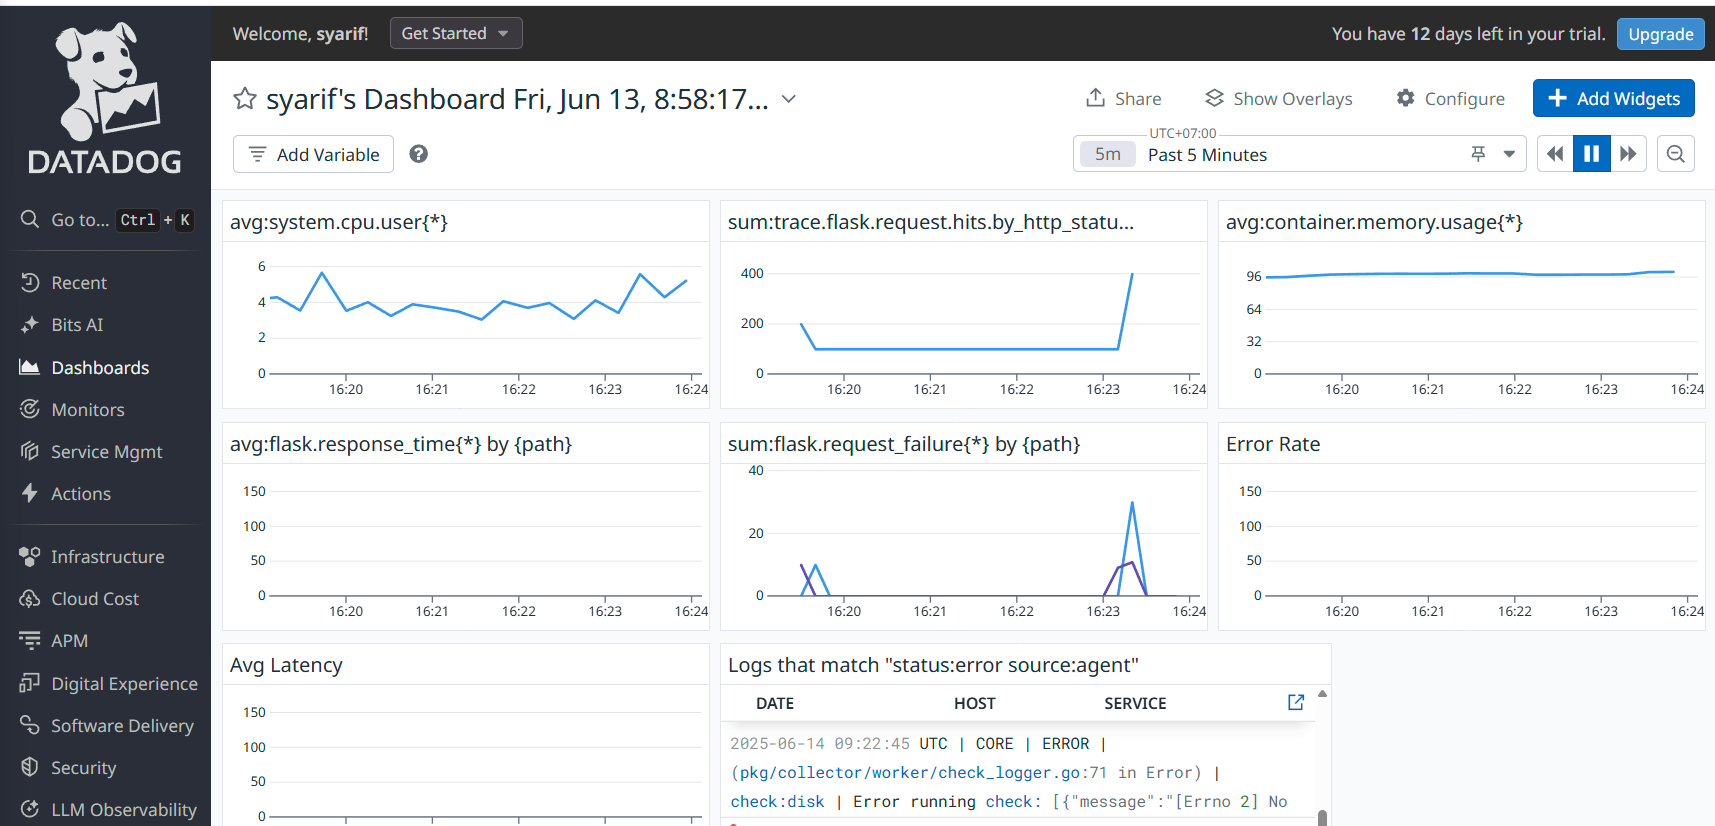 Welcome, syarif!
Get Started
You have 12 days left in your trial.
Upgrade
DATADOG
Go to... Ctrl + K
Recent
Bits AI
Dashboards
Monitors
Service Mgmt
Actions
Infrastructure
Cloud Cost
APM
Digital Experience
Software Delivery
Security
LLM Observability
syarif's Dashboard Fri, Jun 13, 8:58:17...
Share
Show Overlays
Configure
Add Widgets
Add Variable
?
UTC+07:00
5m Past 5 Minutes
avg:system.cpu.user{*}
6
4
2
0
16:20 16:21 16:22 16:23 16:24
sum:trace.flask.request.hits.by_http_statu...
400
200
0
16:20 16:21 16:22 16:23 16:24
avg:container.memory.usage{*}
96
64
32
0
16:20 16:21 16:22 16:23 16:24
avg:flask.response_time{*} by {path}
150
100
50
0
16:20 16:21 16:22 16:23 16:24
sum:flask.request_failure{*} by {path}
40
20
0
16:20 16:21 16:22 16:23 16:24
Error Rate
150
100
50
0
16:20 16:21 16:22 16:23 16:24
Avg Latency
150
100
50
0
Logs that match "status:error source:agent"
DATE HOST SERVICE
2025-06-14 09:22:45 UTC | CORE | ERROR |
(pkg/collector/worker/check_logger.go:71 in Error) |
check:disk | Error running check: [{"message":"[Errno 2] No